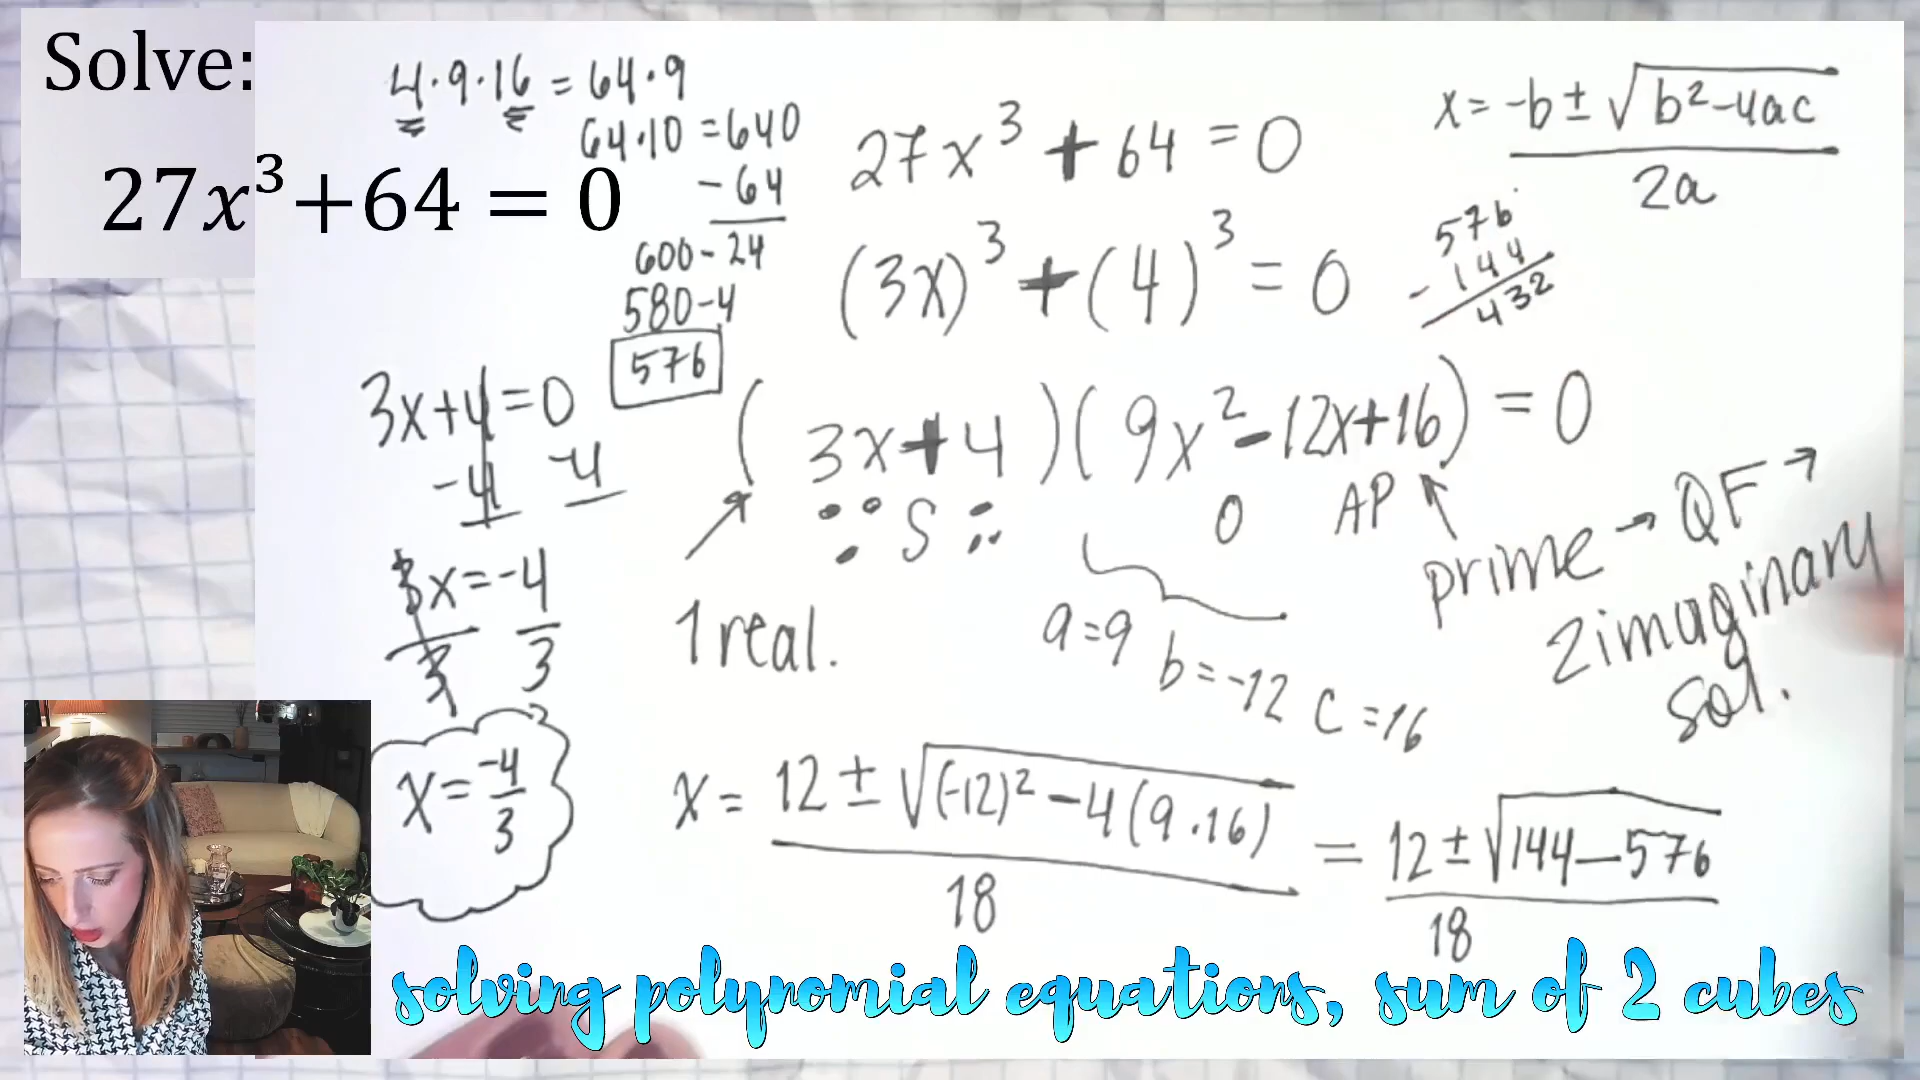 Solve:
27x³+64 = 0
4·9·16 = 64·9
64·10 = 640
-64
600-24
580-4
576
27x³ + 64 = 0
(3x)³ + (4)³ = 0
(3x+4)(9x²-12x+16) = 0
S O AP
x = -b ± √b²-4ac
2a
576
-144
432
3x+4=0
-4 -4
3x = -4
3 3
x = -4
3
1 real.
prime → QF →
2 imaginary
sol.
a=9 b=-12 c=16
x = 12 ± √(-12)² - 4(9·16) = 12 ± √144-576
18 18
solving polynomial equations, sum of 2 cubes